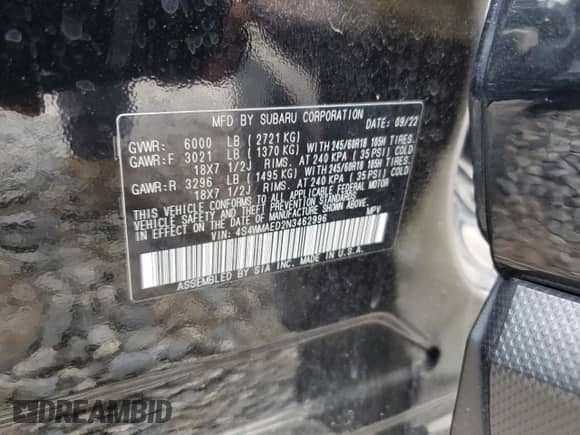 MFD BY SUBARU CORPORATION
DATE: 09/22
GVWR: 6000 LB ( 2721 KG)
GAWR:F 3021 LB ( 1370 KG) WITH 245/60R18 105H TIRES.
18X7 1/2J RIMS. AT 240 KPA ( 35 PSI) COLD
GAWR:R 3296 LB ( 1495 KG) WITH 245/60R18 105H TIRES.
18X7 1/2J RIMS. AT 240 KPA ( 35 PSI) COLD
THIS VEHICLE CONFORMS TO ALL APPLICABLE FEDERAL MOTOR
VEHICLE SAFETY AND THEFT PREVENTION STANDARDS
IN EFFECT ON THE DATE OF MANUFACTURE SHOWN ABOVE.
VIN: 4S4WMAED2N3462996 MPV
ASSEMBLED BY SIA INC. MADE IN U.S.A.
DREAMBID